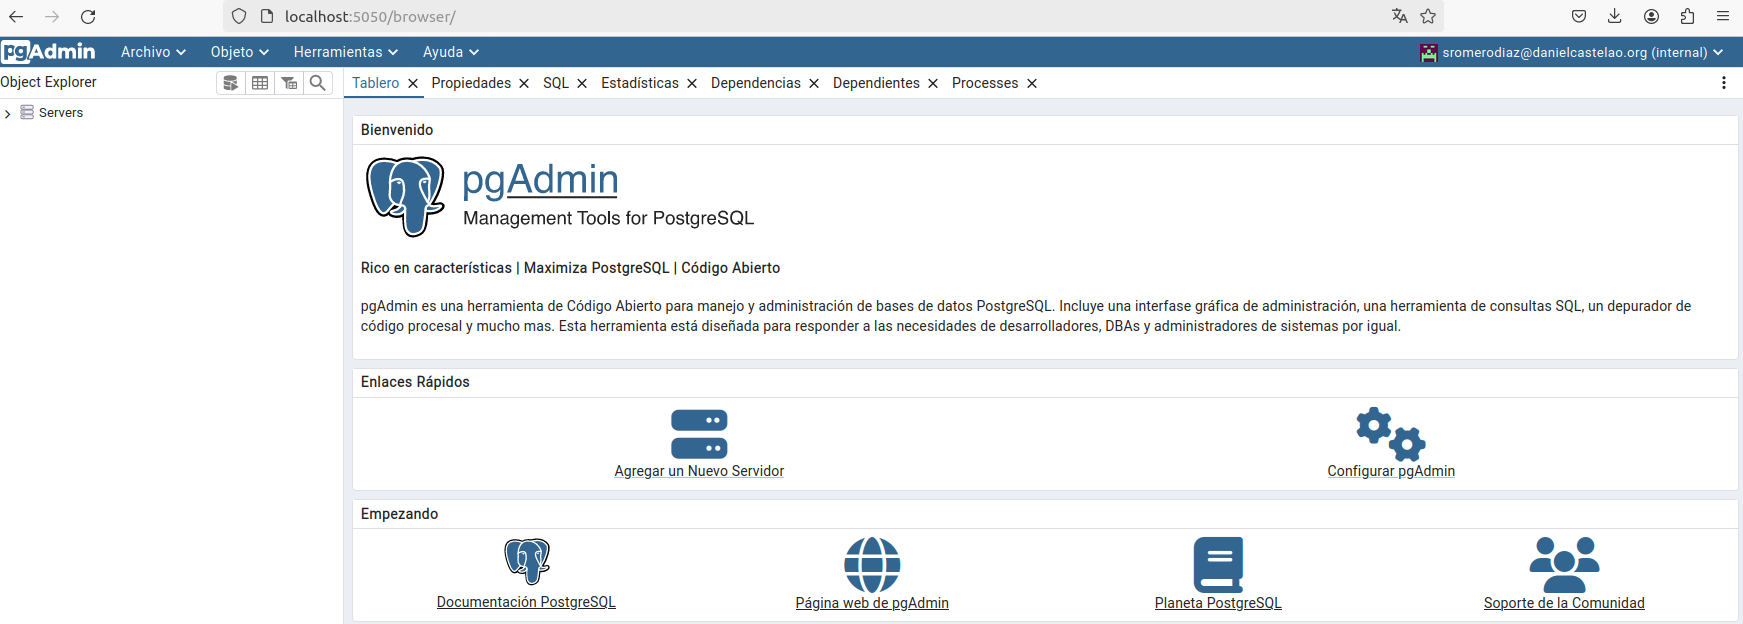 localhost:5050/browser/
pgAdmin Archivo Objeto Herramientas Ayuda sromerodiaz@danielcastelao.org (internal)
Object Explorer
Tablero Propiedades SQL Estadísticas Dependencias Dependientes Processes
Servers
Bienvenido
pgAdmin
Management Tools for PostgreSQL
Rico en características | Maximiza PostgreSQL | Código Abierto
pgAdmin es una herramienta de Código Abierto para manejo y administración de bases de datos PostgreSQL. Incluye una interfase gráfica de administración, una herramienta de consultas SQL, un depurador de
código procesal y mucho mas. Esta herramienta está diseñada para responder a las necesidades de desarrolladores, DBAs y administradores de sistemas por igual.
Enlaces Rápidos
Agregar un Nuevo Servidor Configurar pgAdmin
Empezando
Documentación PostgreSQL Página web de pgAdmin Planeta PostgreSQL Soporte de la Comunidad